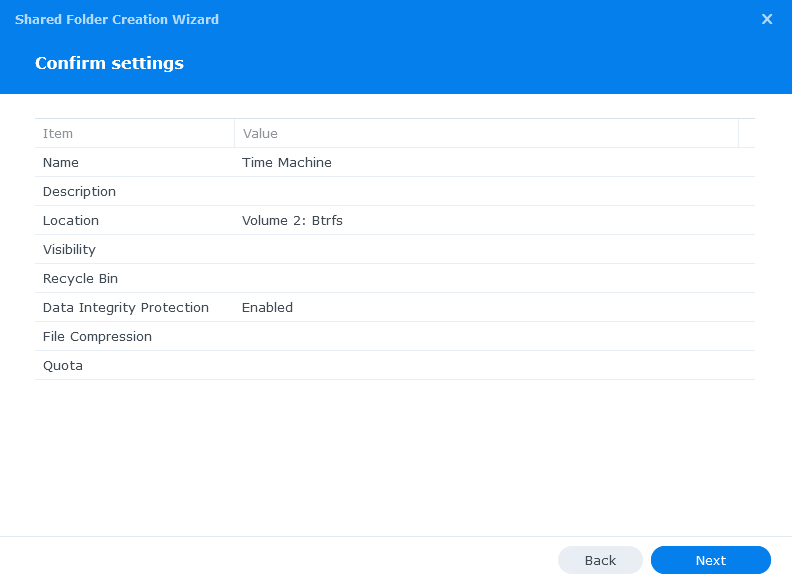 Shared Folder Creation Wizard X
Confirm settings
Item Value
Name Time Machine
Description
Location Volume 2: Btrfs
Visibility
Recycle Bin
Data Integrity Protection Enabled
File Compression
Quota
Back Next